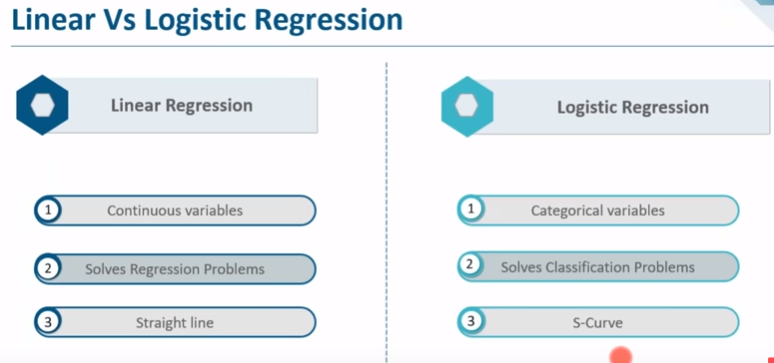 Linear Vs Logistic Regression
Linear Regression
1 Continuous variables
2 Solves Regression Problems
3 Straight line
Logistic Regression
1 Categorical variables
2 Solves Classification Problems
3 S-Curve